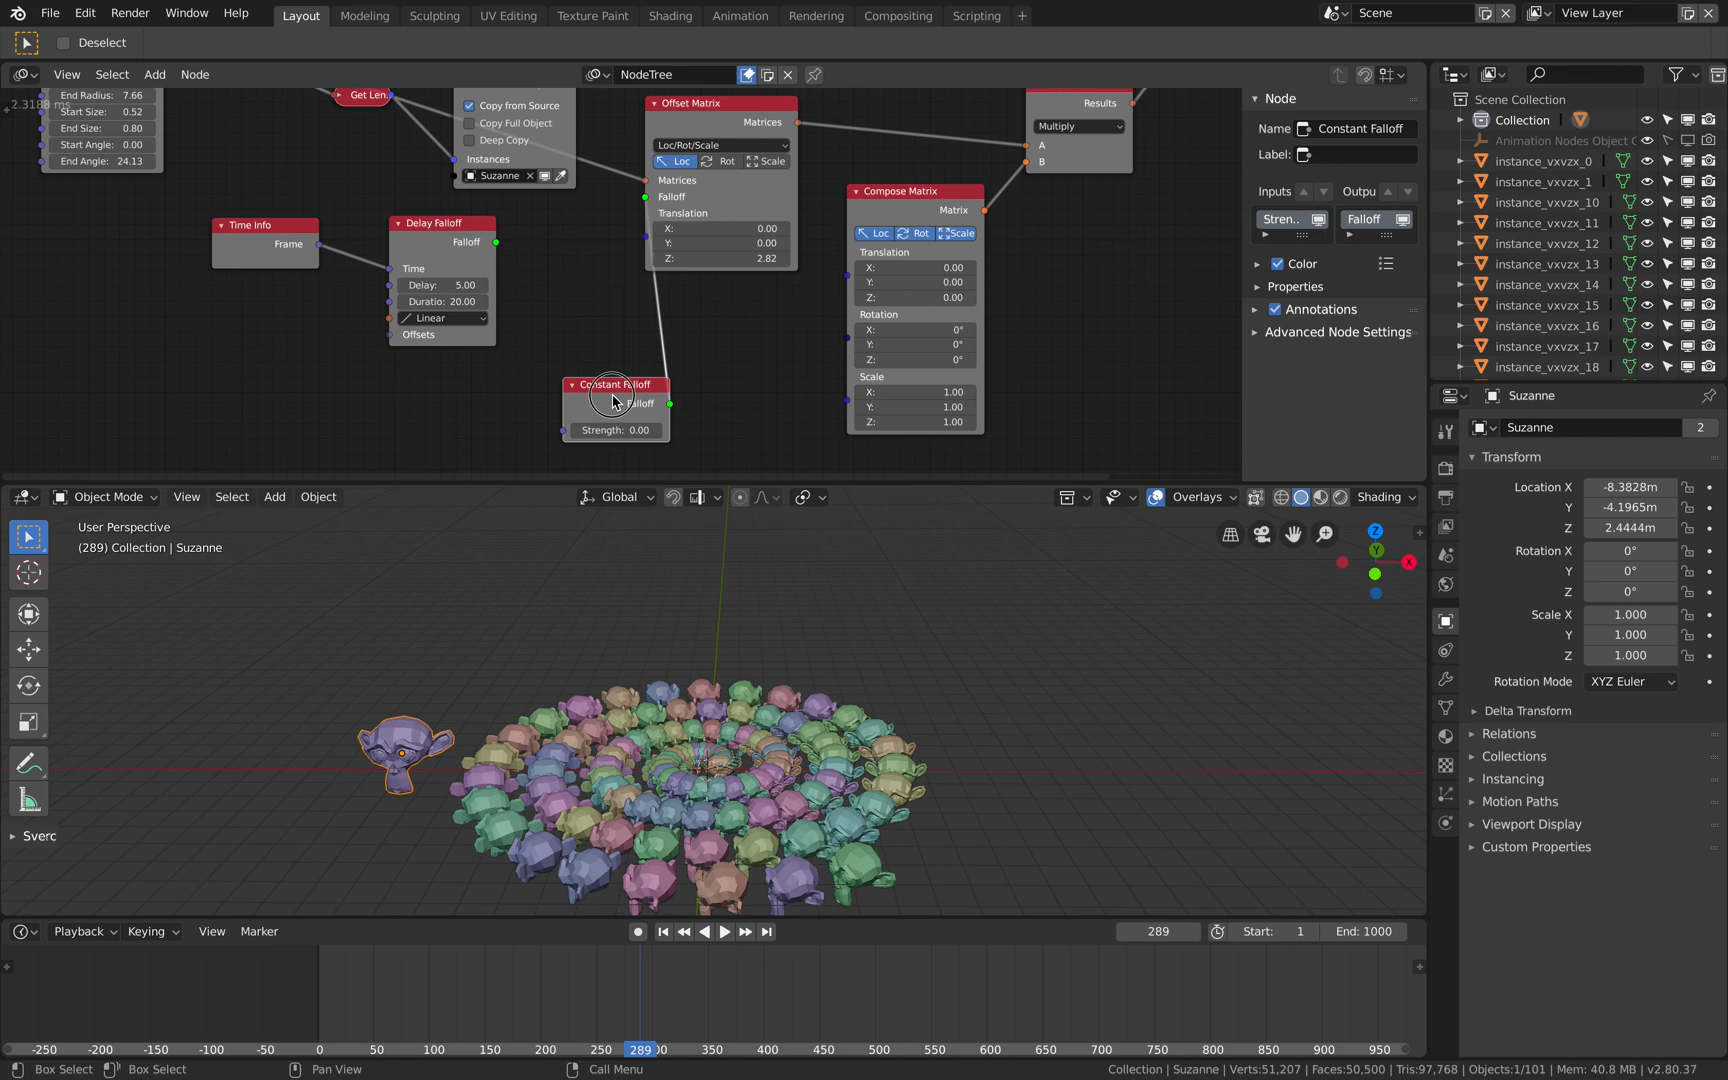 File Edit Render Window Help Layout Modeling Sculpting UV Editing Texture Paint Shading Animation Rendering Compositing Scripting + Scene View Layer
Deselect
View Select Add Node NodeTree
2.3188 ms
End Radius: 7.66
Start Size: 0.52
End Size: 0.80
Start Angle: 0.00
End Angle: 24.13
Get Len..
Copy from Source
Copy Full Object
Deep Copy
Instances
Suzanne
Offset Matrix
Matrices
Loc/Rot/Scale
Loc Rot Scale
Matrices
Falloff
Translation
X: 0.00
Y: 0.00
Z: 2.82
Results
Multiply
A
B
Time Info
Frame
Delay Falloff
Falloff
Time
Delay: 5.00
Duratio: 20.00
Linear
Offsets
Constant Falloff
Falloff
Strength: 0.00
Compose Matrix
Matrix
Loc Rot Scale
Translation
X: 0.00
Y: 0.00
Z: 0.00
Rotation
X: 0°
Y: 0°
Z: 0°
Scale
X: 1.00
Y: 1.00
Z: 1.00
Node
Name Constant Falloff
Label:
Inputs Outpu
Stren.. Falloff
Color
Properties
Annotations
Advanced Node Settings
Scene Collection
Collection
Animation Nodes Object C
instance_vxvzx_0
instance_vxvzx_1
instance_vxvzx_10
instance_vxvzx_11
instance_vxvzx_12
instance_vxvzx_13
instance_vxvzx_14
instance_vxvzx_15
instance_vxvzx_16
instance_vxvzx_17
instance_vxvzx_18
Suzanne
Suzanne 2
Transform
Location X -8.3828m
Y -4.1965m
Z 2.4444m
Rotation X 0°
Y 0°
Z 0°
Scale X 1.000
Y 1.000
Z 1.000
Rotation Mode XYZ Euler
Delta Transform
Relations
Collections
Instancing
Motion Paths
Viewport Display
Custom Properties
Object Mode View Select Add Object Global Overlays Shading
User Perspective
(289) Collection | Suzanne
Z
Y
X
Sverc
Playback Keying View Marker 289 Start: 1 End: 1000
-250 -200 -150 -100 -50 0 50 100 150 200 250 289 350 400 450 500 550 600 650 700 750 800 850 900 950
Box Select Box Select Pan View Call Menu Collection | Suzanne | Verts:51,207 | Faces:50,500 | Tris:97,768 | Objects:1/101 | Mem: 40.8 MB | v2.80.37